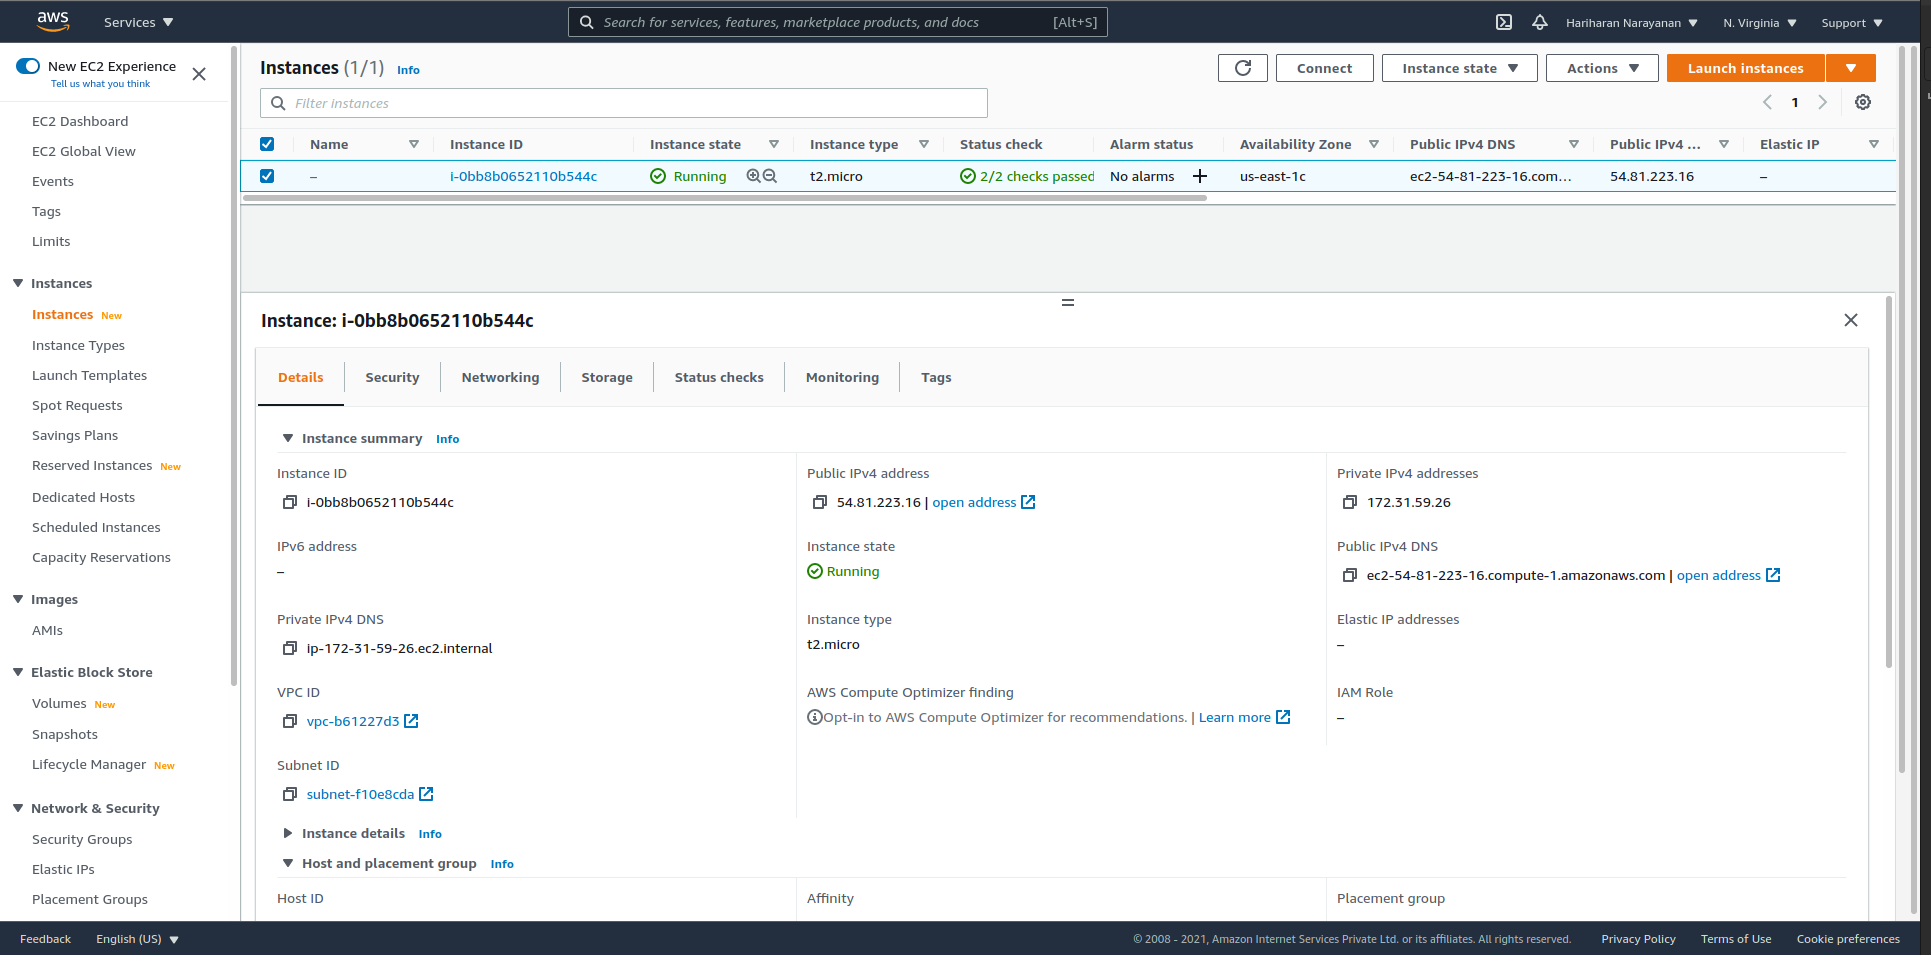 aws
Services
Search for services, features, marketplace products, and docs [Alt+S]
Hariharan Narayanan
N. Virginia
Support
New EC2 Experience
Tell us what you think
EC2 Dashboard
EC2 Global View
Events
Tags
Limits
Instances
Instances New
Instance Types
Launch Templates
Spot Requests
Savings Plans
Reserved Instances New
Dedicated Hosts
Scheduled Instances
Capacity Reservations
Images
AMIs
Elastic Block Store
Volumes New
Snapshots
Lifecycle Manager New
Network & Security
Security Groups
Elastic IPs
Placement Groups
Instances (1/1) Info
Connect
Instance state
Actions
Launch instances
Filter instances
1
Name Instance ID Instance state Instance type Status check Alarm status Availability Zone Public IPv4 DNS Public IPv4 ... Elastic IP
– i-0bb8b0652110b544c Running t2.micro 2/2 checks passed No alarms + us-east-1c ec2-54-81-223-16.com... 54.81.223.16 –
Instance: i-0bb8b0652110b544c
Details Security Networking Storage Status checks Monitoring Tags
Instance summary Info
Instance ID
i-0bb8b0652110b544c
Public IPv4 address
54.81.223.16 | open address
Private IPv4 addresses
172.31.59.26
IPv6 address
–
Instance state
Running
Public IPv4 DNS
ec2-54-81-223-16.compute-1.amazonaws.com | open address
Private IPv4 DNS
ip-172-31-59-26.ec2.internal
Instance type
t2.micro
Elastic IP addresses
–
VPC ID
vpc-b61227d3
AWS Compute Optimizer finding
Opt-in to AWS Compute Optimizer for recommendations. | Learn more
IAM Role
–
Subnet ID
subnet-f10e8cda
Instance details Info
Host and placement group Info
Host ID
Affinity
Placement group
Feedback
English (US)
© 2008 - 2021, Amazon Internet Services Private Ltd. or its affiliates. All rights reserved.
Privacy Policy
Terms of Use
Cookie preferences